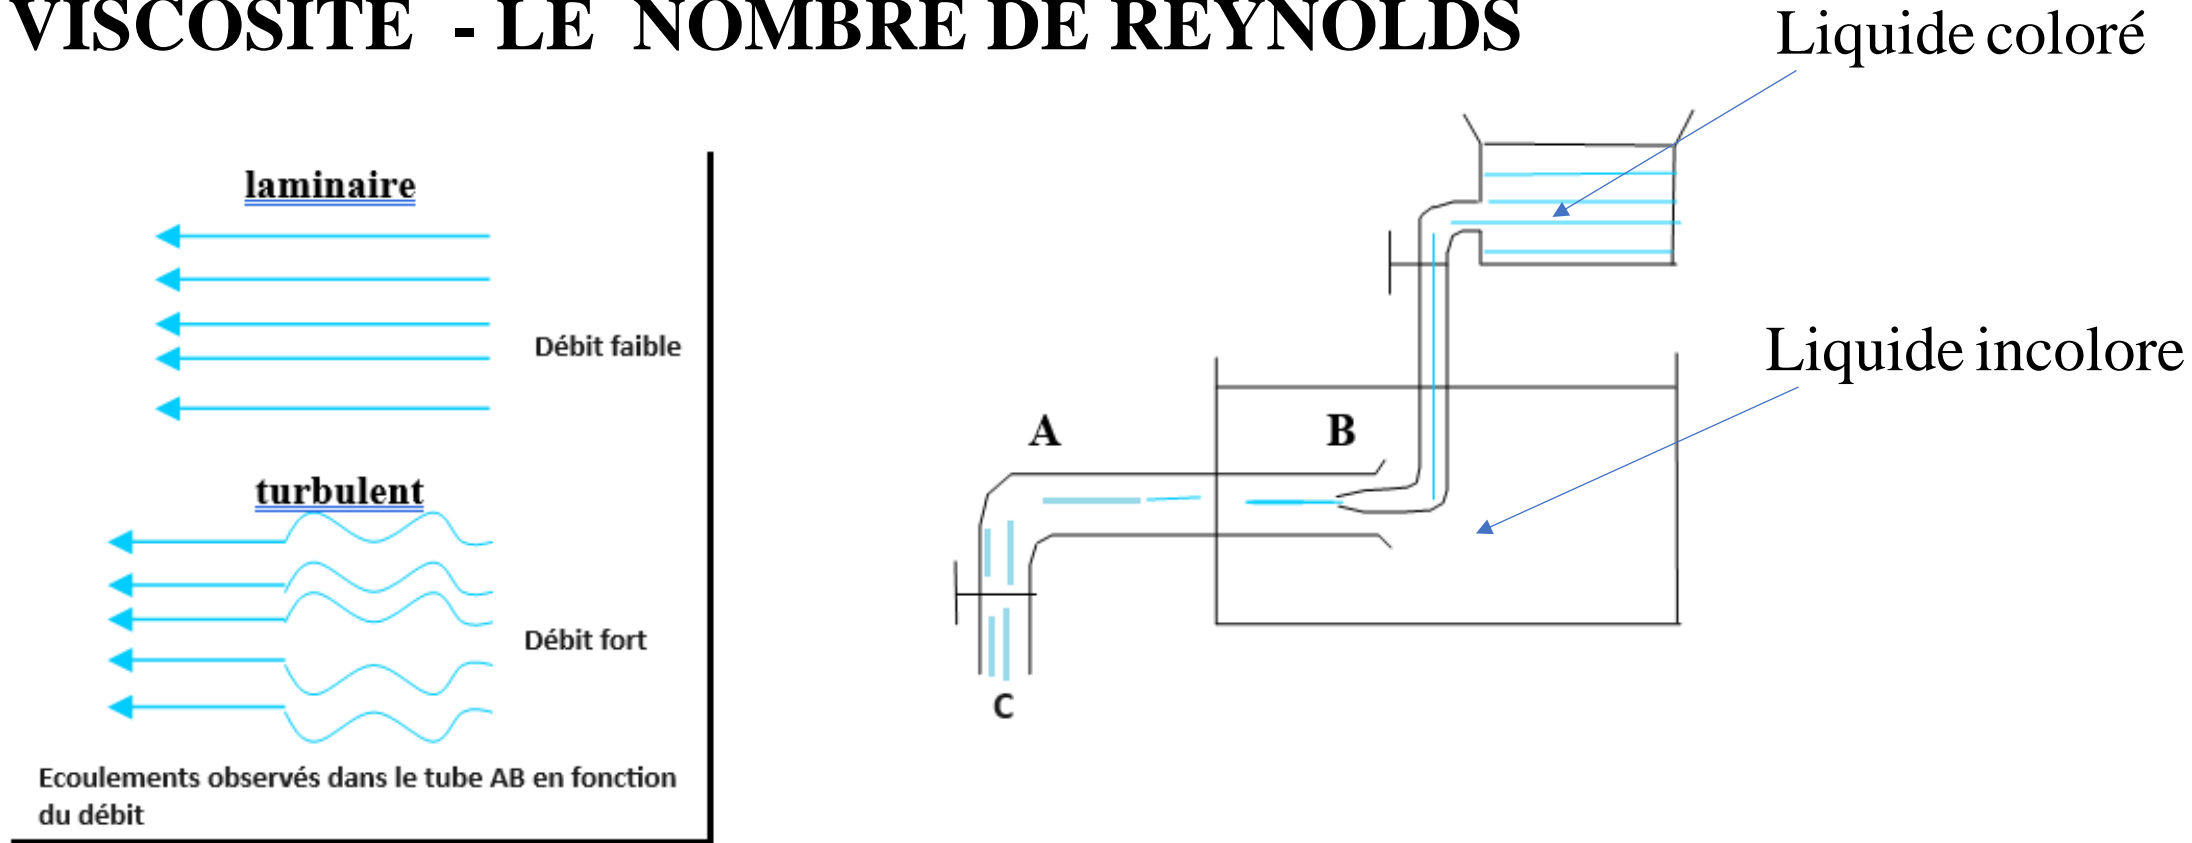 VISCOSITE - LE NOMBRE DE REYNOLDS
Liquide coloré
laminaire
Débit faible
Liquide incolore
A
B
turbulent
Débit fort
C
Ecoulements observés dans le tube AB en fonction
du débit